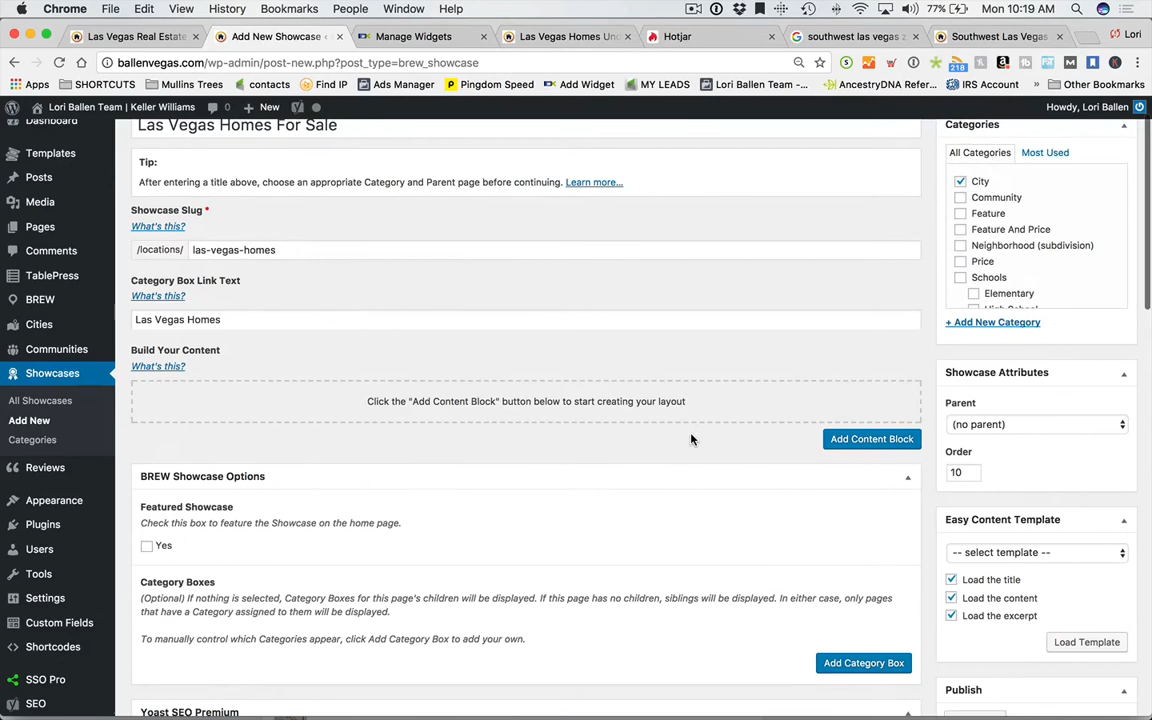 Chrome File Edit View History Bookmarks People Window Help
77% Mon 10:19 AM Lori Ballen
Las Vegas Real Estate
Add New Showcase ‹
Manage Widgets
Las Vegas Homes Und
Hotjar
southwest las vegas z
Southwest Las Vegas
Lori
ballenvegas.com/wp-admin/post-new.php?post_type=brew_showcase
218
Apps SHORTCUTS Mullins Trees contacts Find IP Ads Manager Pingdom Speed Add Widget MY LEADS Lori Ballen Team -... AncestryDNA Refer... IRS Account » Other Bookmarks
Lori Ballen Team | Keller Williams 0 New
Howdy, Lori Ballen
Dashboard
Templates
Posts
Media
Pages
Comments
TablePress
BREW
Cities
Communities
Showcases
All Showcases
Add New
Categories
Reviews
Appearance
Plugins
Users
Tools
Settings
Custom Fields
Shortcodes
SSO Pro
SEO
Las Vegas Homes For Sale
Tip:
After entering a title above, choose an appropriate Category and Parent page before continuing. Learn more...
Showcase Slug *
What's this?
/locations/ las-vegas-homes
Category Box Link Text
What's this?
Las Vegas Homes
Build Your Content
What's this?
Click the "Add Content Block" button below to start creating your layout
Add Content Block
BREW Showcase Options
Featured Showcase
Check this box to feature the Showcase on the home page.
Yes
Category Boxes
(Optional) If nothing is selected, Category Boxes for this page's children will be displayed. If this page has no children, siblings will be displayed. In either case, only pages
that have a Category assigned to them will be displayed.
To manually control which Categories appear, click Add Category Box to add your own.
Add Category Box
Yoast SEO Premium
Categories
All Categories Most Used
City
Community
Feature
Feature And Price
Neighborhood (subdivision)
Price
Schools
Elementary
High School
+ Add New Category
Showcase Attributes
Parent
(no parent)
Order
10
Easy Content Template
-- select template --
Load the title
Load the content
Load the excerpt
Load Template
Publish